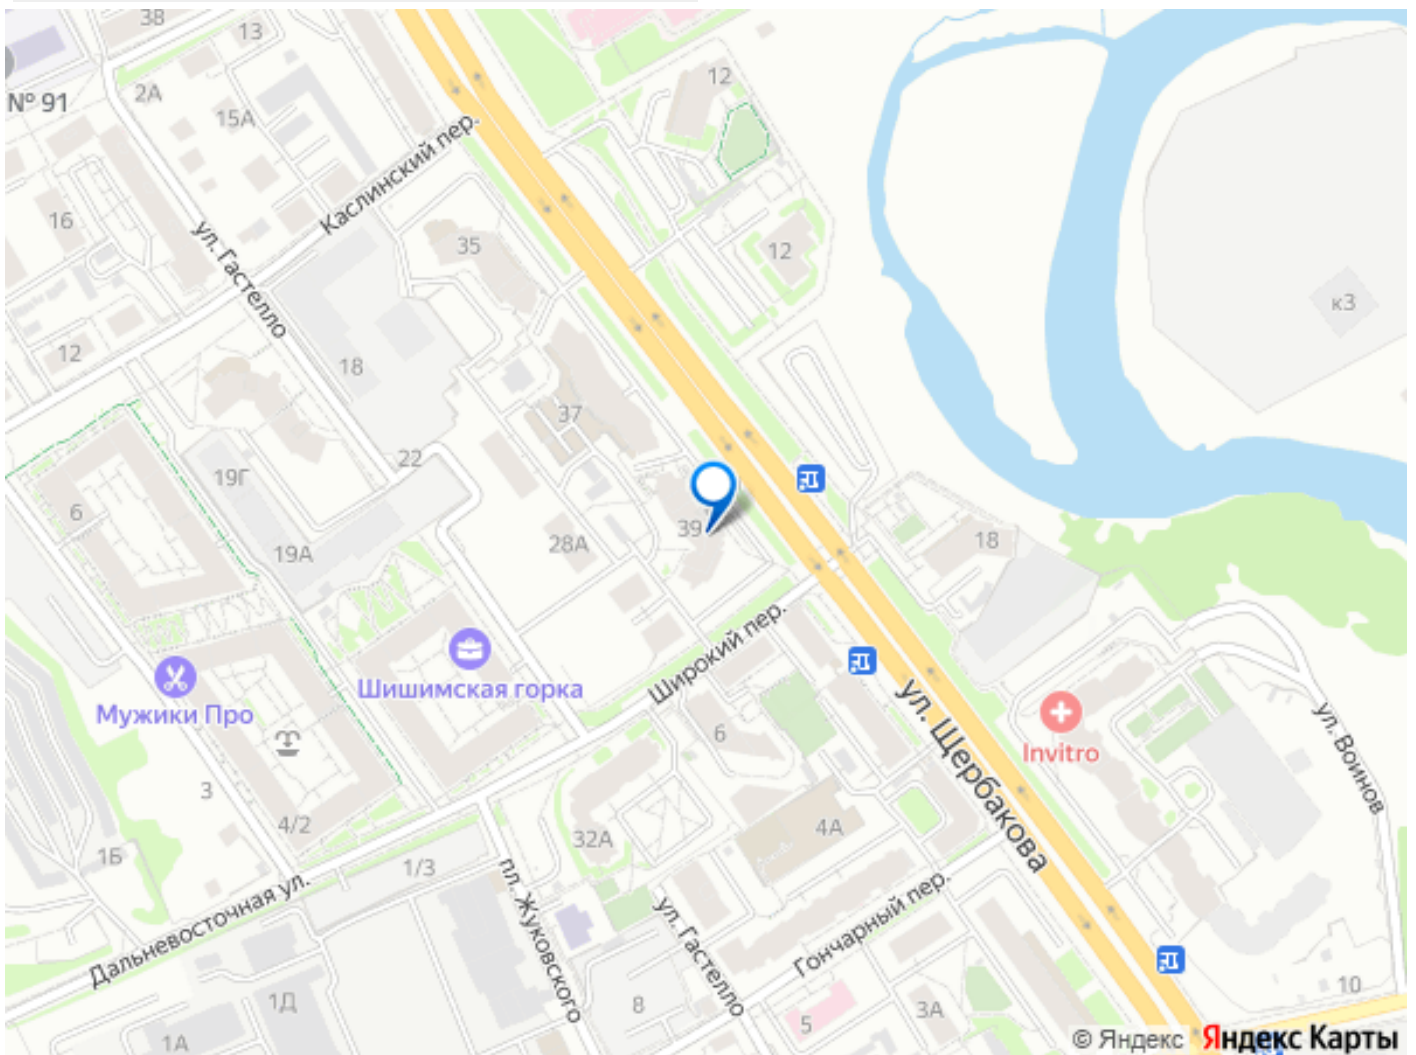 38
13
№ 91
2А
15А
12
Каслинский пер.
16
ул. Гастелло
35
12
к3
12
18
37
22
19Г
6
39
28А
19А
18
Широкий пер.
Шишимская горка
Мужики Про
ул. Щербакова
Invitro
ул. Воинов
6
3
4/2
32А
4А
1Б
1/3
Дальневосточная ул.
пл. Жуковского
ул. Гастелло
Гончарный пер.
1Д
8
5
3А
10
1А
© Яндекс Яндекс Карты